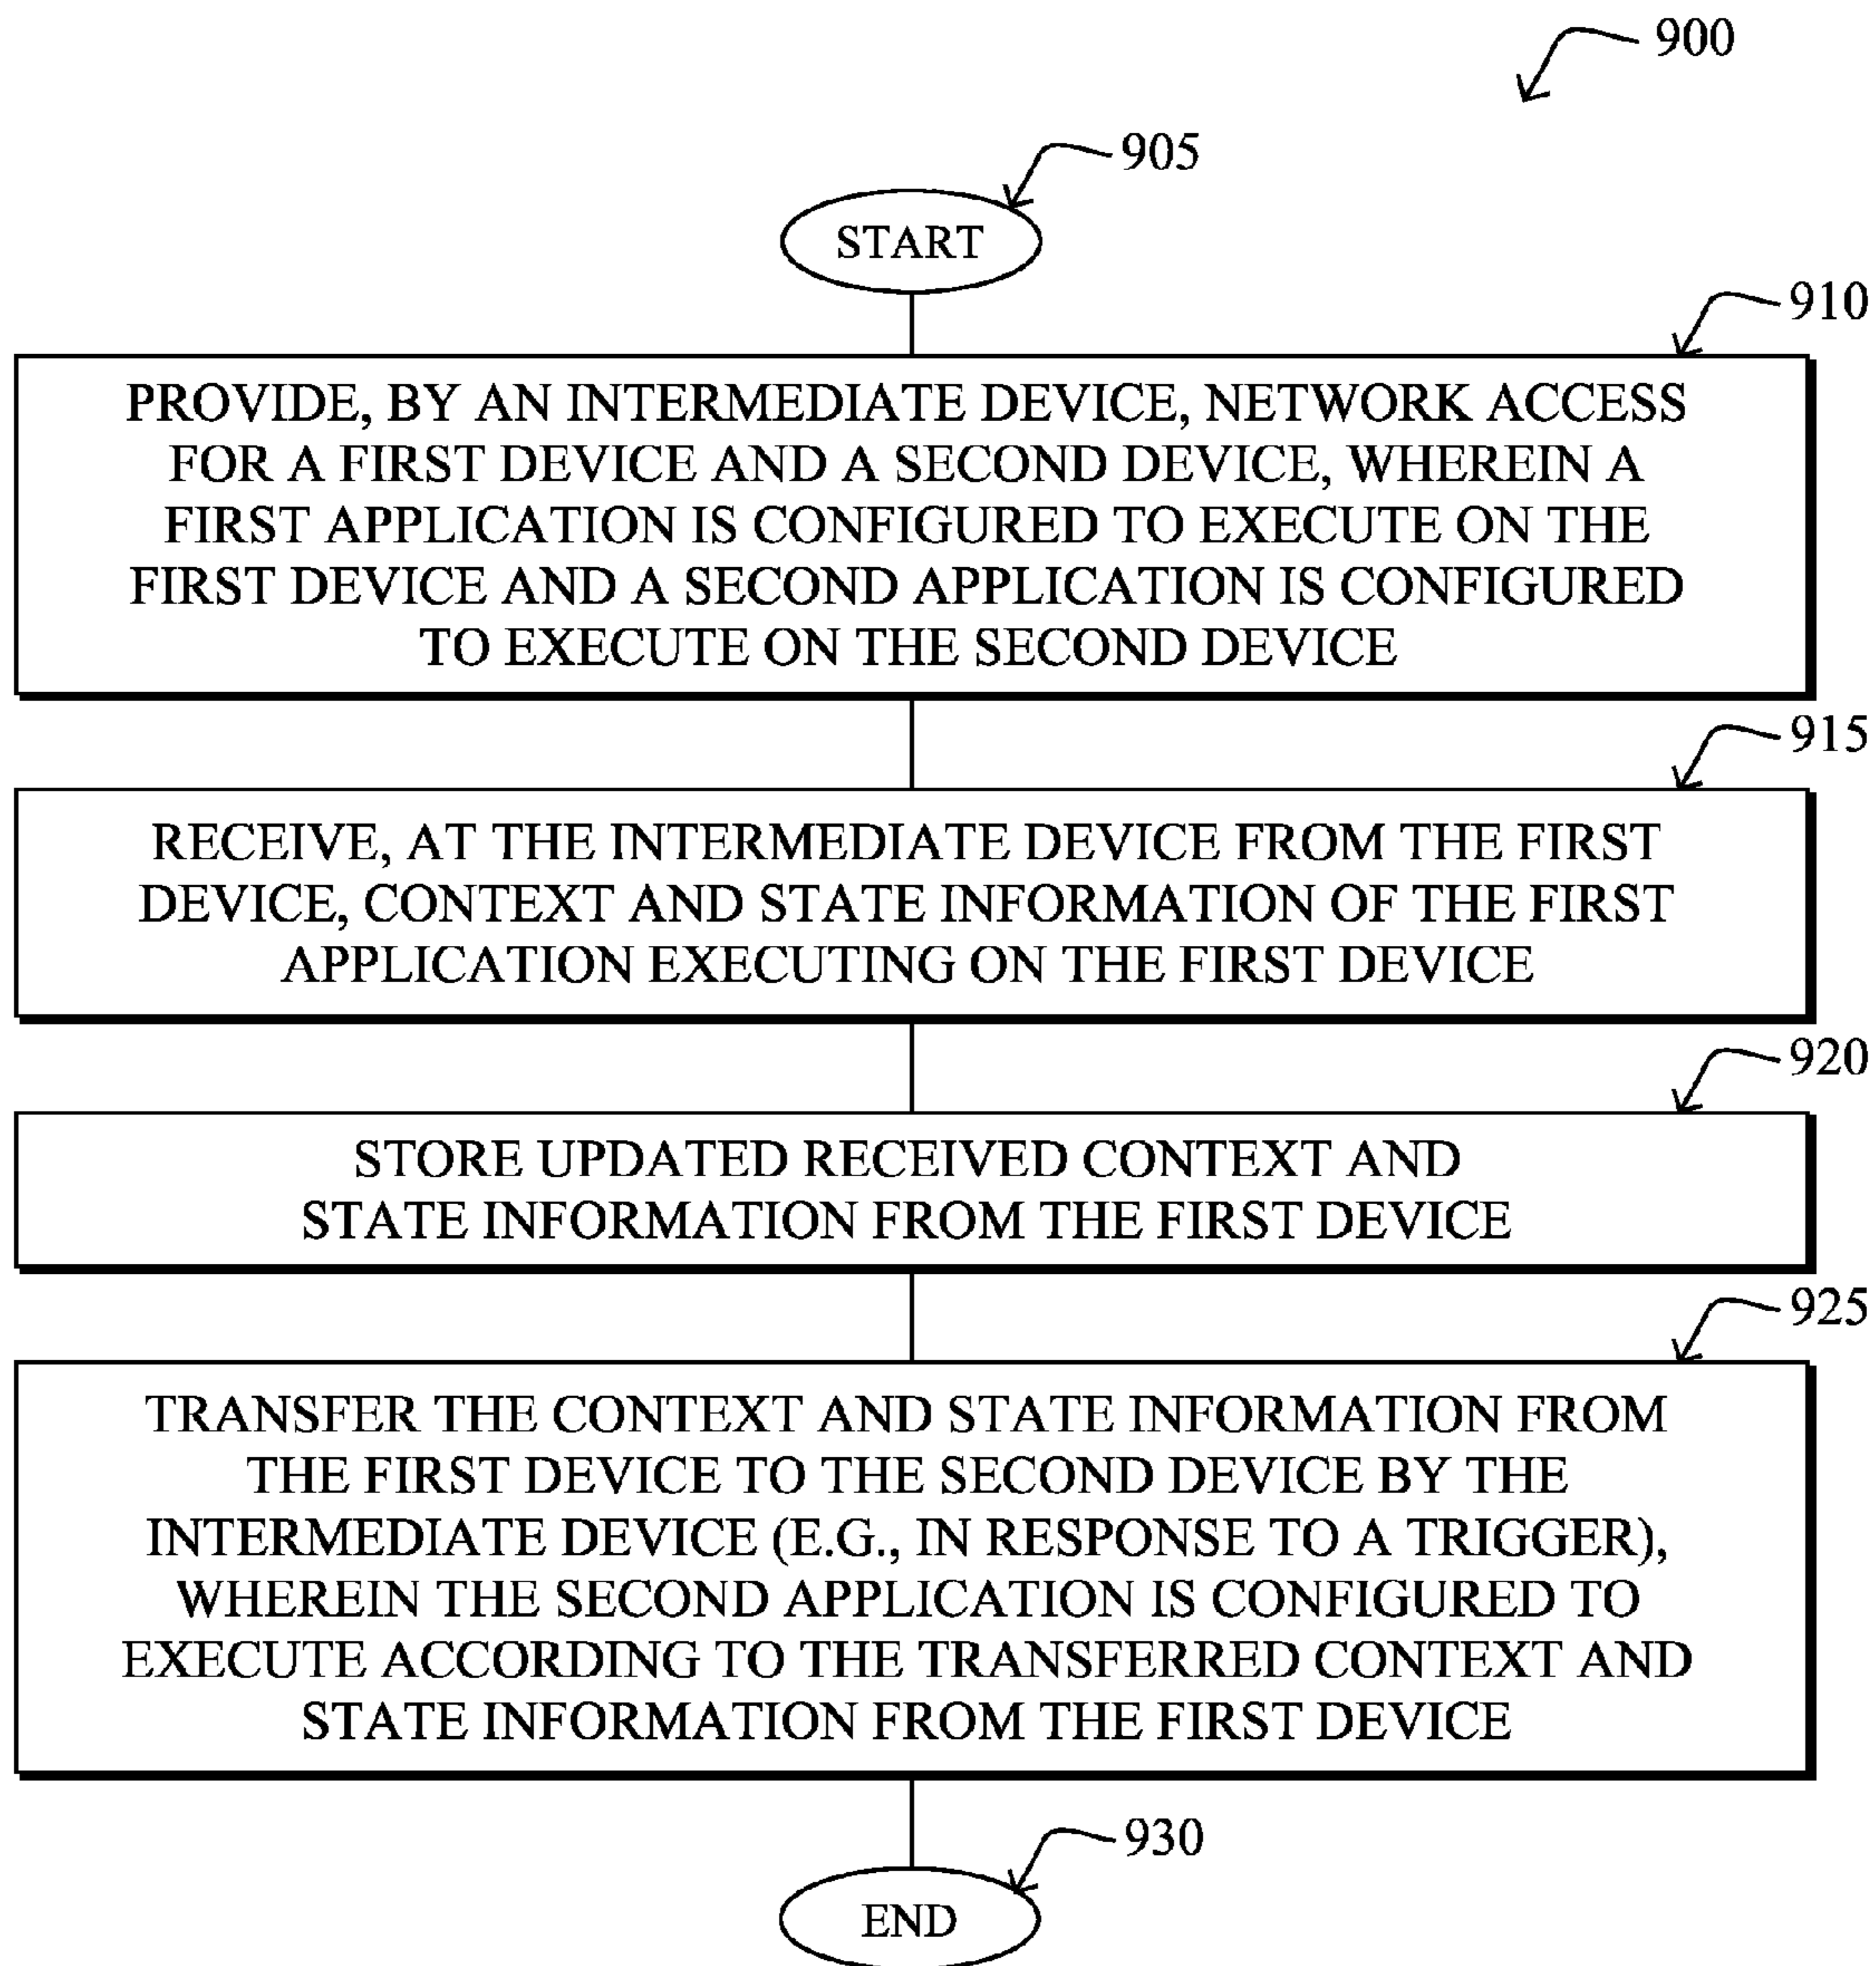 900
905
START
910
PROVIDE, BY AN INTERMEDIATE DEVICE, NETWORK ACCESS
FOR A FIRST DEVICE AND A SECOND DEVICE, WHEREIN A
FIRST APPLICATION IS CONFIGURED TO EXECUTE ON THE
FIRST DEVICE AND A SECOND APPLICATION IS CONFIGURED
TO EXECUTE ON THE SECOND DEVICE
915
RECEIVE, AT THE INTERMEDIATE DEVICE FROM THE FIRST
DEVICE, CONTEXT AND STATE INFORMATION OF THE FIRST
APPLICATION EXECUTING ON THE FIRST DEVICE
920
STORE UPDATED RECEIVED CONTEXT AND
STATE INFORMATION FROM THE FIRST DEVICE
925
TRANSFER THE CONTEXT AND STATE INFORMATION FROM
THE FIRST DEVICE TO THE SECOND DEVICE BY THE
INTERMEDIATE DEVICE (E.G., IN RESPONSE TO A TRIGGER),
WHEREIN THE SECOND APPLICATION IS CONFIGURED TO
EXECUTE ACCORDING TO THE TRANSFERRED CONTEXT AND
STATE INFORMATION FROM THE FIRST DEVICE
930
END